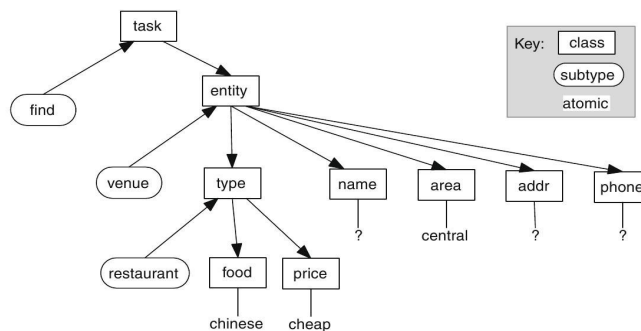 task
Key:
class
subtype
atomic
find
entity
venue
type
name
area
addr
phone
?
central
?
?
restaurant
food
price
chinese
cheap